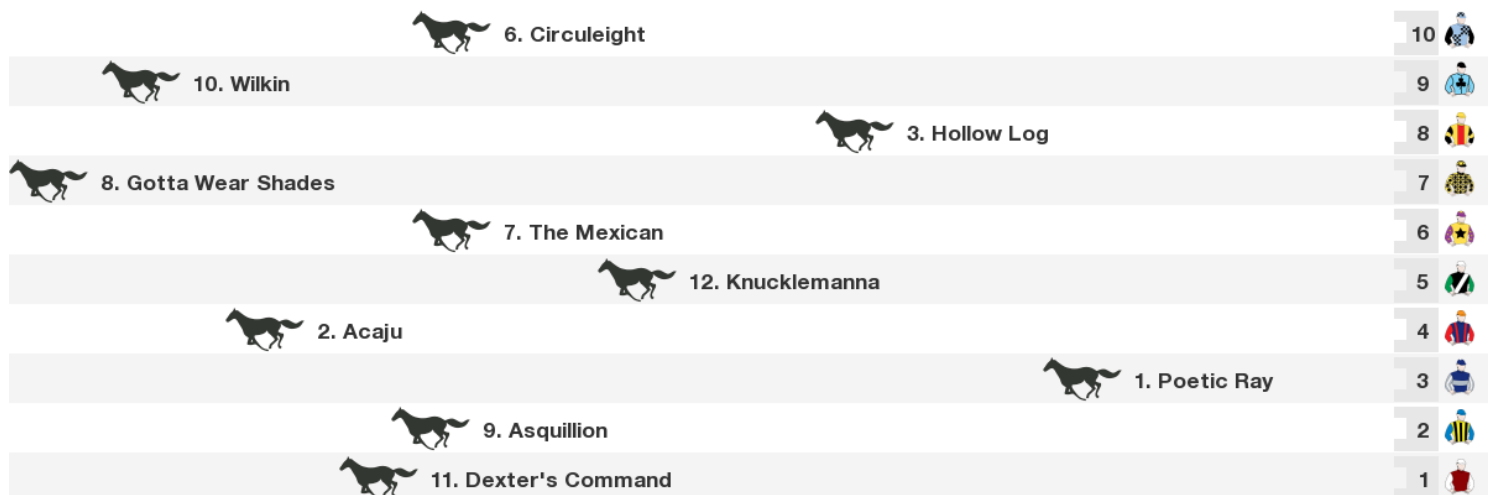 6. Circuleight 10
10. Wilkin 9
3. Hollow Log 8
8. Gotta Wear Shades 7
7. The Mexican 6
12. Knucklemanna 5
2. Acaju 4
1. Poetic Ray 3
9. Asquillion 2
11. Dexter's Command 1